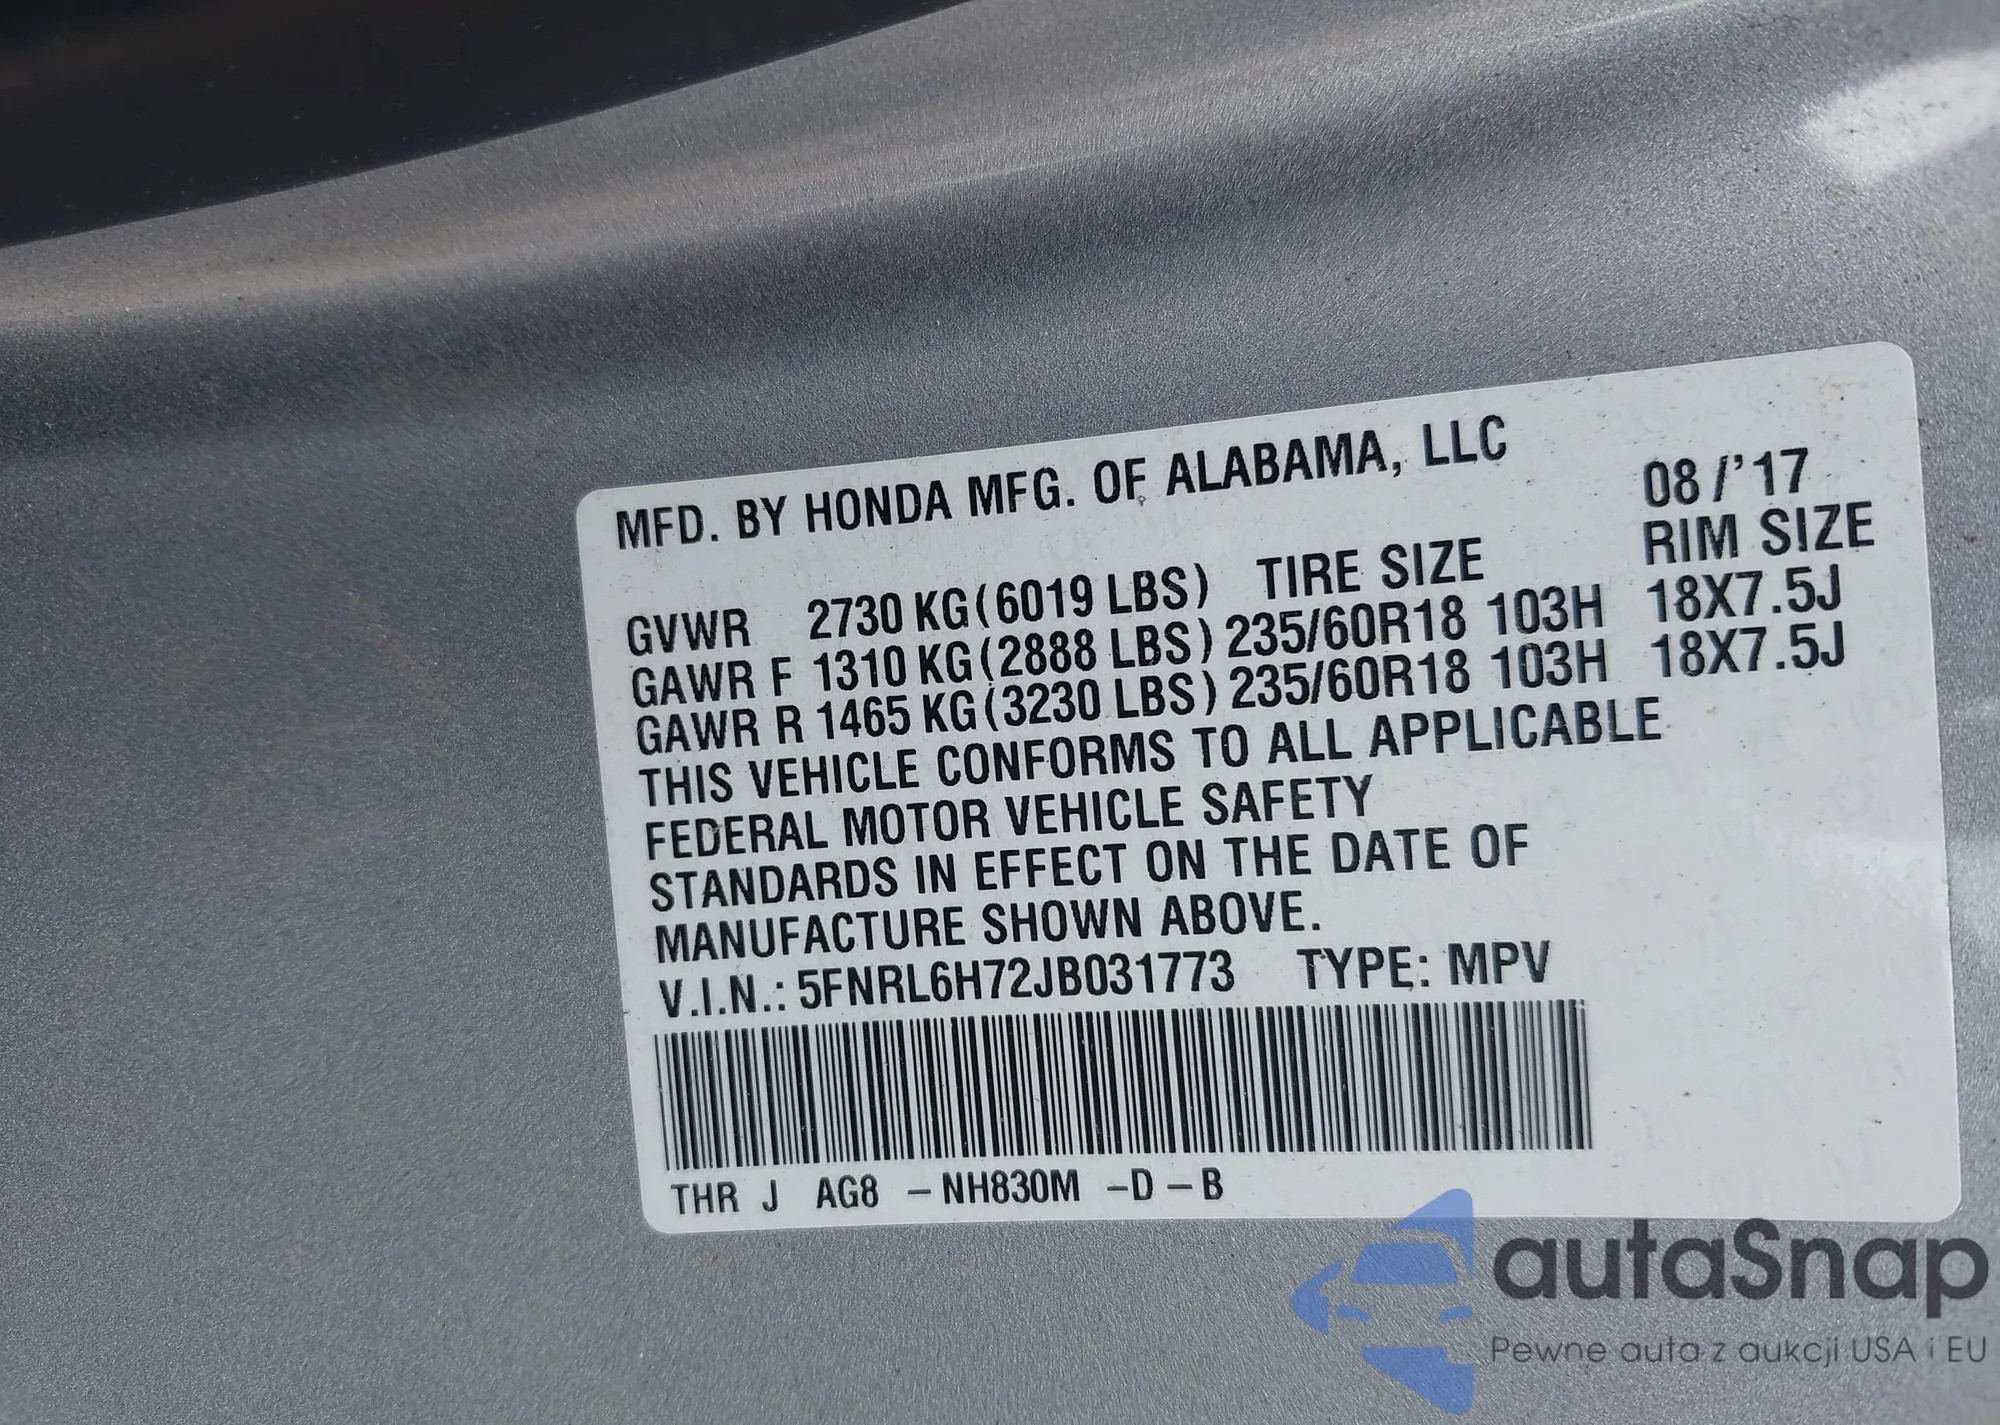 MFD. BY HONDA MFG. OF ALABAMA, LLC 08/'17
GVWR 2730 KG(6019 LBS) TIRE SIZE RIM SIZE
GAWR F 1310 KG(2888 LBS) 235/60R18 103H 18X7.5J
GAWR R 1465 KG(3230 LBS) 235/60R18 103H 18X7.5J
THIS VEHICLE CONFORMS TO ALL APPLICABLE
FEDERAL MOTOR VEHICLE SAFETY
STANDARDS IN EFFECT ON THE DATE OF
MANUFACTURE SHOWN ABOVE.
V.I.N.: 5FNRL6H72JB031773 TYPE: MPV
THR J AG8 – NH830M –D – B
autaSnap
Pewne auta z aukcji USA i EU